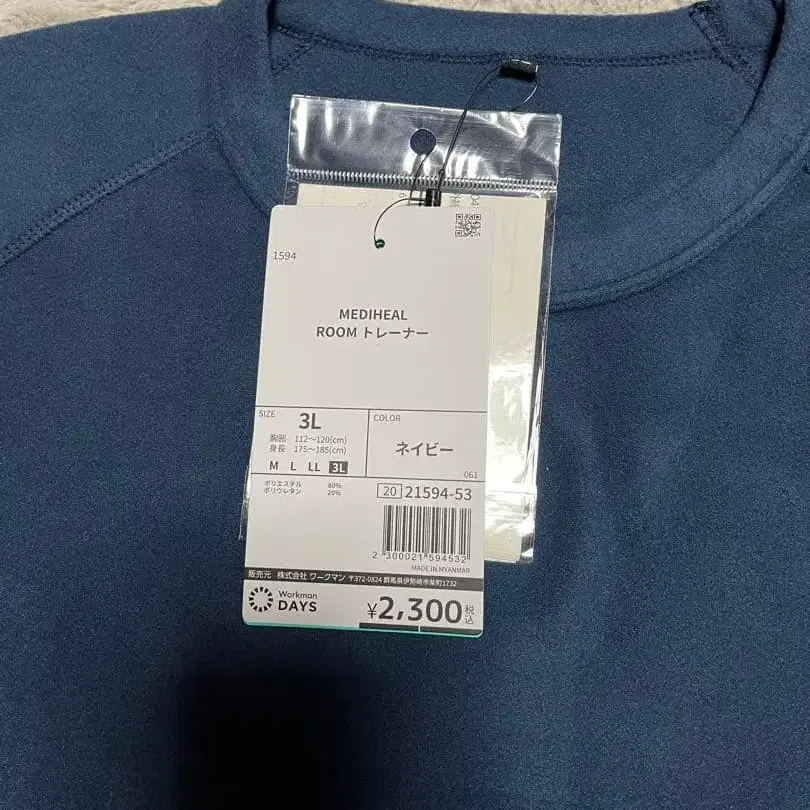 1594
MEDIHEAL
ROOM トレーナー
SIZE
3L
胸囲 112〜120(cm)
身長 175〜185(cm)
M L LL 3L
COLOR
ネイビー
061
ポリエステル 80%
ポリウレタン 20%
20 21594-53
2 300021 594532
MADE IN MYANMAR
販売元 株式会社 ワークマン 〒372-0824 群馬県伊勢崎市柴町1732
Workman
DAYS
¥2,300税込